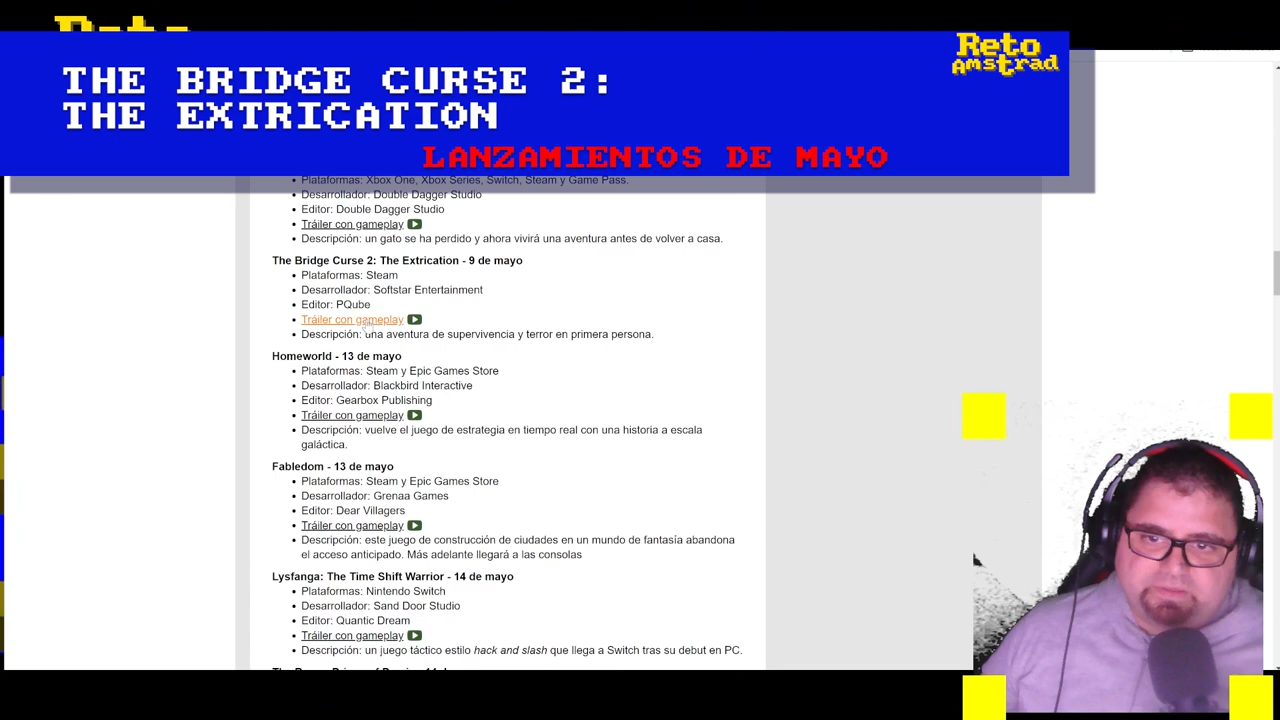 Reto
Reto
Amstrad
THE BRIDGE CURSE 2:
THE EXTRICATION
LANZAMIENTOS DE MAYO
Plataformas: Xbox One, Xbox Series, Switch, Steam y Game Pass.
Desarrollador: Double Dagger Studio
Editor: Double Dagger Studio
Tráiler con gameplay
Descripción: un gato se ha perdido y ahora vivirá una aventura antes de volver a casa.
The Bridge Curse 2: The Extrication - 9 de mayo
Plataformas: Steam
Desarrollador: Softstar Entertainment
Editor: PQube
Tráiler con gameplay
Descripción: una aventura de supervivencia y terror en primera persona.
Homeworld - 13 de mayo
Plataformas: Steam y Epic Games Store
Desarrollador: Blackbird Interactive
Editor: Gearbox Publishing
Tráiler con gameplay
Descripción: vuelve el juego de estrategia en tiempo real con una historia a escala
galáctica.
Fabledom - 13 de mayo
Plataformas: Steam y Epic Games Store
Desarrollador: Grenaa Games
Editor: Dear Villagers
Tráiler con gameplay
Descripción: este juego de construcción de ciudades en un mundo de fantasía abandona
el acceso anticipado. Más adelante llegará a las consolas
Lysfanga: The Time Shift Warrior - 14 de mayo
Plataformas: Nintendo Switch
Desarrollador: Sand Door Studio
Editor: Quantic Dream
Tráiler con gameplay
Descripción: un juego táctico estilo hack and slash que llega a Switch tras su debut en PC.